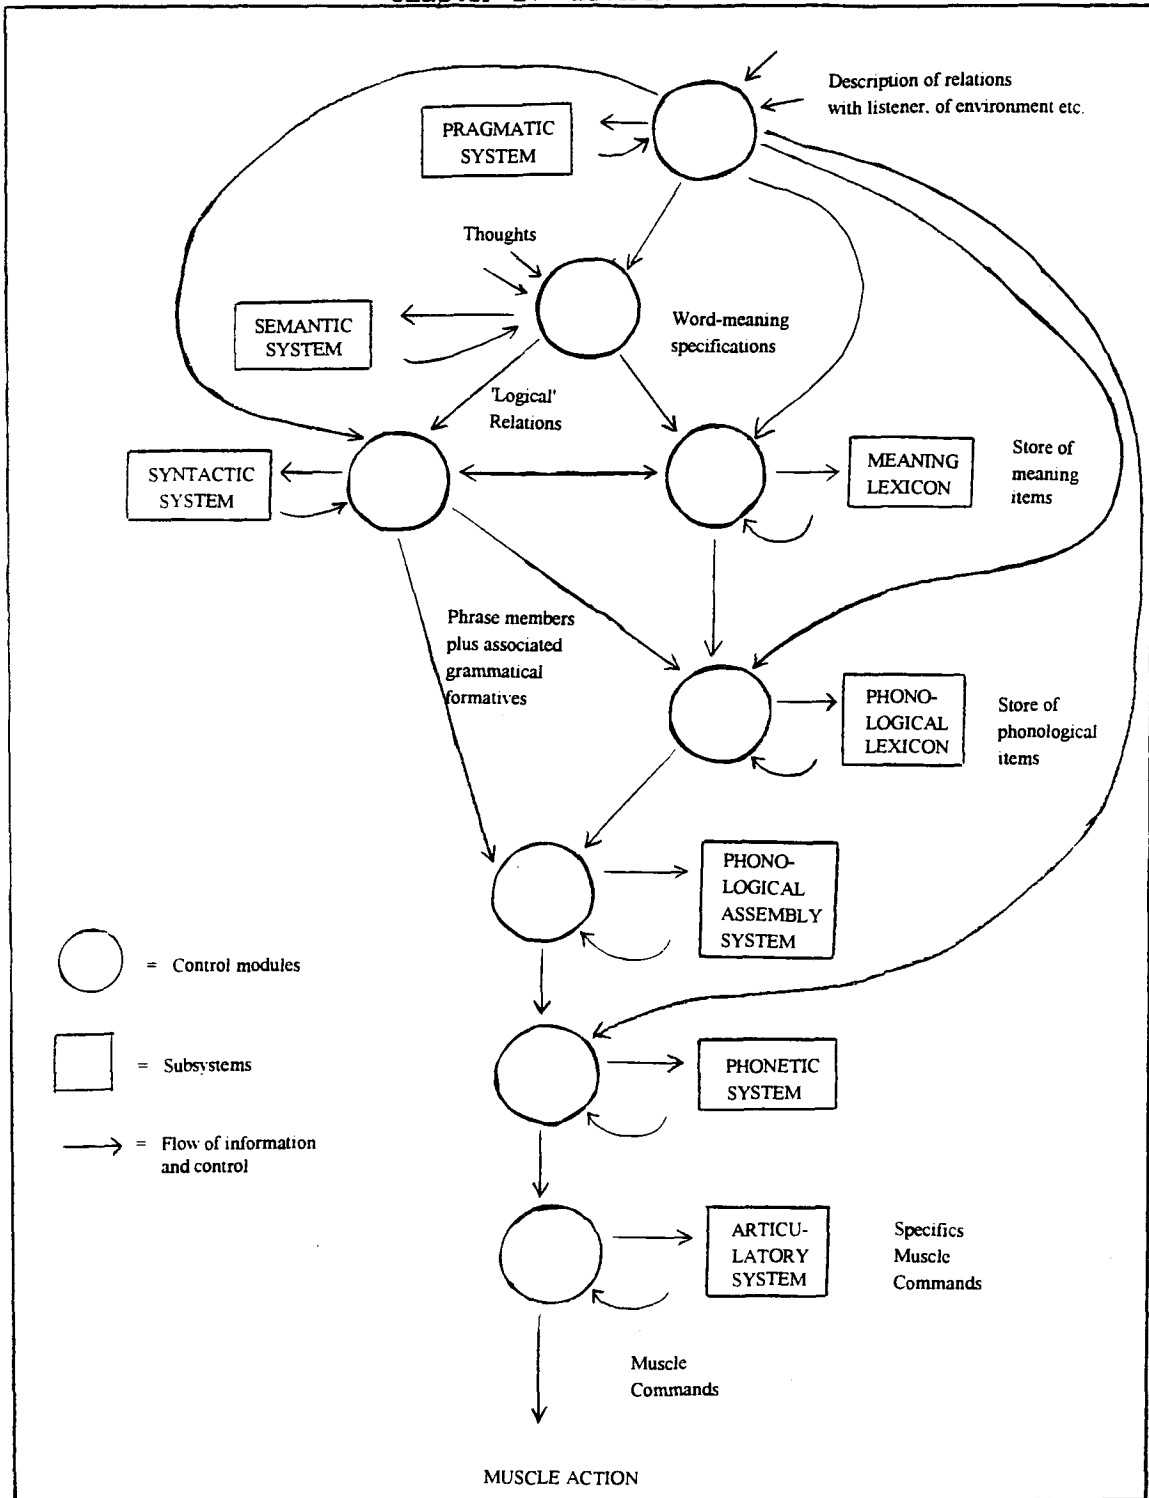 Description of relations
with listener, of environment etc.
PRAGMATIC
SYSTEM
Thoughts
SEMANTIC
SYSTEM
Word-meaning
specifications
'Logical'
Relations
SYNTACTIC
SYSTEM
MEANING
LEXICON
Store of
meaning
items
Phrase members
plus associated
grammatical
formatives
PHONO-
LOGICAL
LEXICON
Store of
phonological
items
PHONO-
LOGICAL
ASSEMBLY
SYSTEM
= Control modules
= Subsystems
PHONETIC
SYSTEM
= Flow of information
and control
ARTICU-
LATORY
SYSTEM
Specifics
Muscle
Commands
Muscle
Commands
MUSCLE ACTION